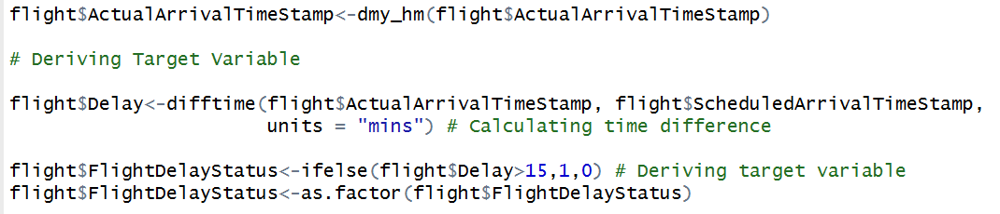 flight$ActualArrivalTimeStamp<-dmy_hm(flight$ActualArrivalTimeStamp)
# Deriving Target Variable
flight$Delay<-difftime(flight$ActualArrivalTimeStamp, flight$ScheduledArrivalTimeStamp,
units = "mins") # Calculating time difference
flight$FlightDelayStatus<-ifelse(flight$Delay>15,1,0) # Deriving target variable
flight$FlightDelayStatus<-as.factor(flight$FlightDelayStatus)